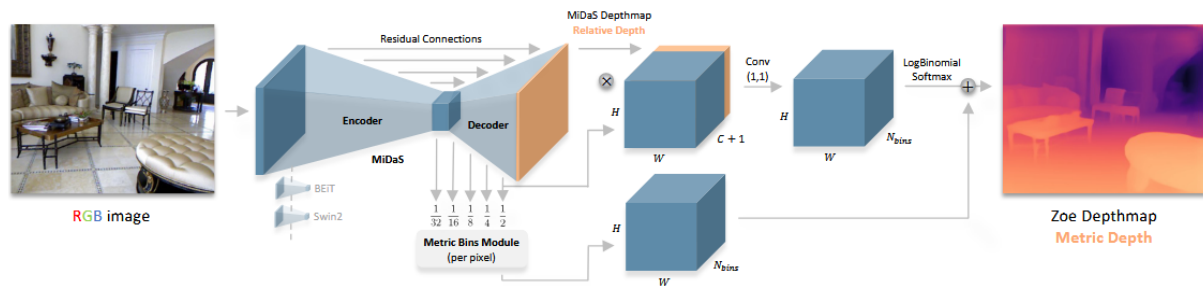 RGB image
Residual Connections
Encoder
Decoder
MiDaS
BEiT
Swin2
1/32
1/16
1/8
1/4
1/2
Metric Bins Module
(per pixel)
MiDaS Depthmap
Relative Depth
H
W
C + 1
Conv
(1,1)
H
W
N_bins
LogBinomial
Softmax
H
W
N_bins
Zoe Depthmap
Metric Depth